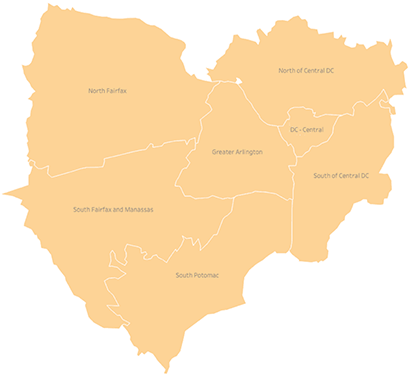 North of Central DC
North Fairfax
DC - Central
Greater Arlington
South of Central DC
South Fairfax and Manassas
South Potomac